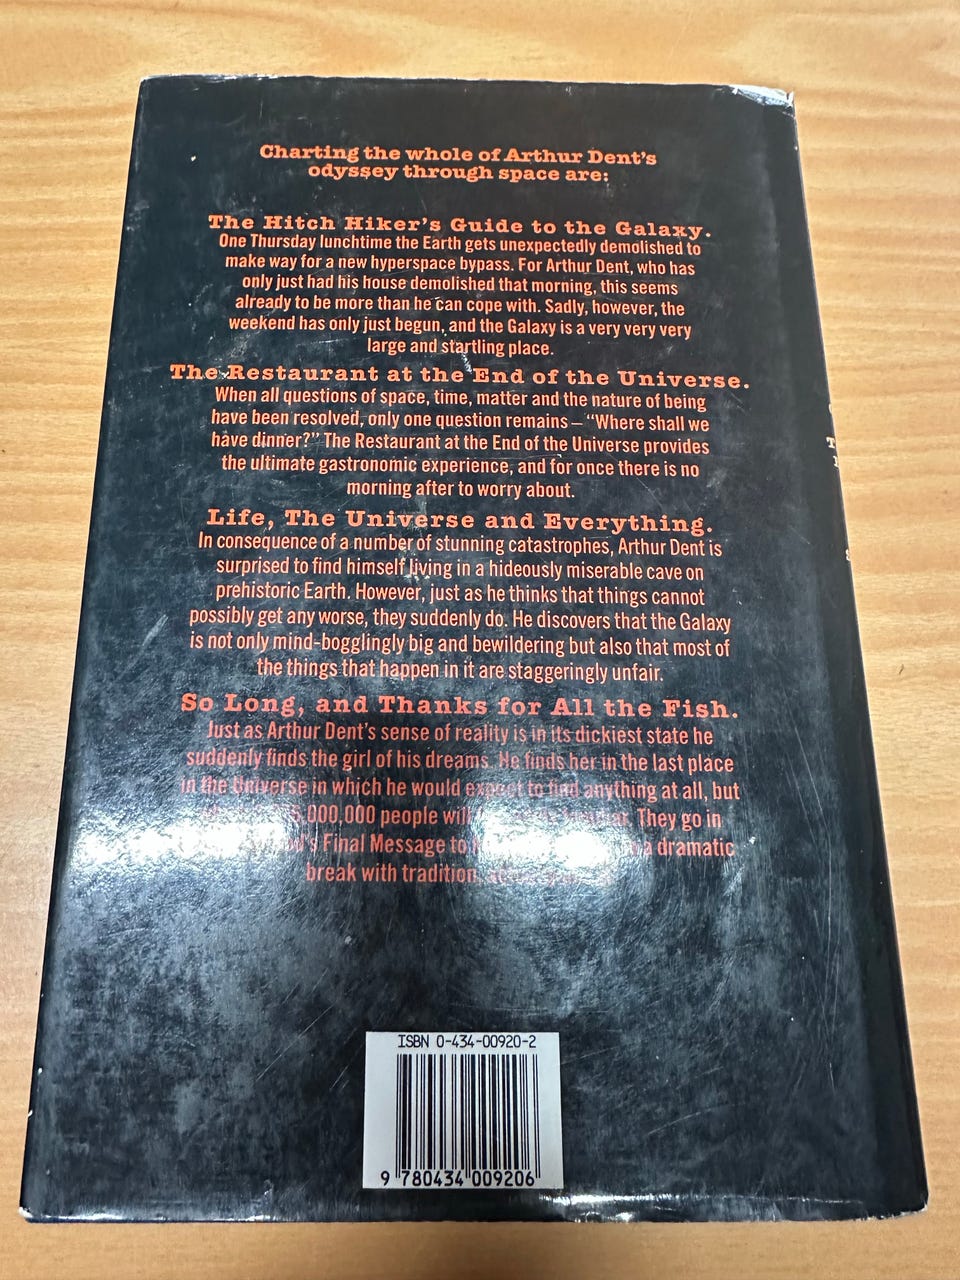 Charting the whole of Arthur Dent's
odyssey through space are:
The Hitch Hiker's Guide to the Galaxy.
One Thursday lunchtime the Earth gets unexpectedly demolished to
make way for a new hyperspace bypass. For Arthur Dent, who has
only just had his house demolished that morning, this seems
already to be more than he can cope with. Sadly, however, the
weekend has only just begun, and the Galaxy is a very very very
large and startling place.
The Restaurant at the End of the Universe.
When all questions of space, time, matter and the nature of being
have been resolved, only one question remains – "Where shall we
have dinner?" The Restaurant at the End of the Universe provides
the ultimate gastronomic experience, and for once there is no
morning after to worry about.
Life, The Universe and Everything.
In consequence of a number of stunning catastrophes, Arthur Dent is
surprised to find himself living in a hideously miserable cave on
prehistoric Earth. However, just as he thinks that things cannot
possibly get any worse, they suddenly do. He discovers that the Galaxy
is not only mind-bogglingly big and bewildering but also that most of
the things that happen in it are staggeringly unfair.
So Long, and Thanks for All the Fish.
Just as Arthur Dent's sense of reality is in its dickiest state he
suddenly finds the girl of his dreams. He finds her in the last place
in the Universe in which he would expect to find anything at all, but
people will They go in
Final Message to a dramatic
break with tradition,
ISBN 0-434-00920-2
9 780434 009206